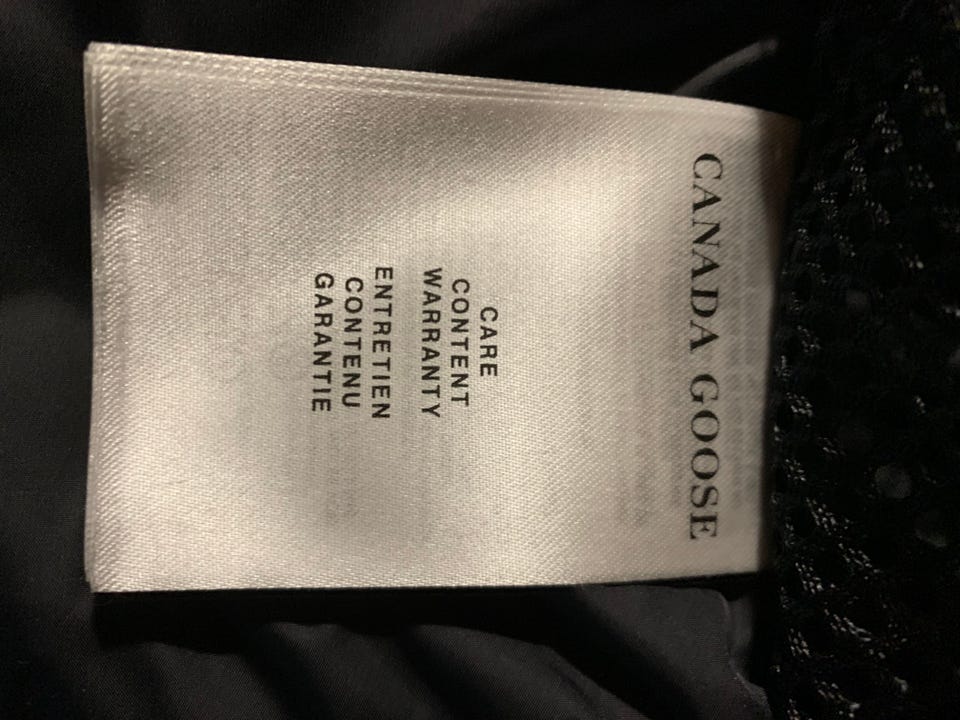 CANADA GOOSE
CARE
CONTENT
WARRANTY
ENTRETIEN
CONTENU
GARANTIE